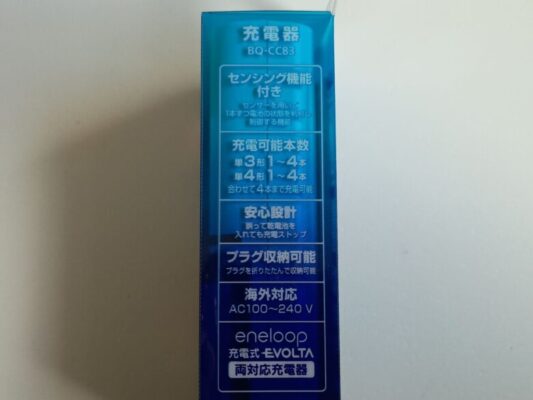 充電器
BQ-CC83
センシング機能
付き
センサーを用いて
1本ずつ電池の状態を判別し
制御する機能
充電可能本数
単3形1〜4本
単4形1〜4本
合わせて4本まで充電可能
安心設計
誤って乾電池を
入れても充電ストップ
プラグ収納可能
プラグを折りたたんで収納可能
海外対応
AC100〜240 V
eneloop
充電式EVOLTA
両対応充電器